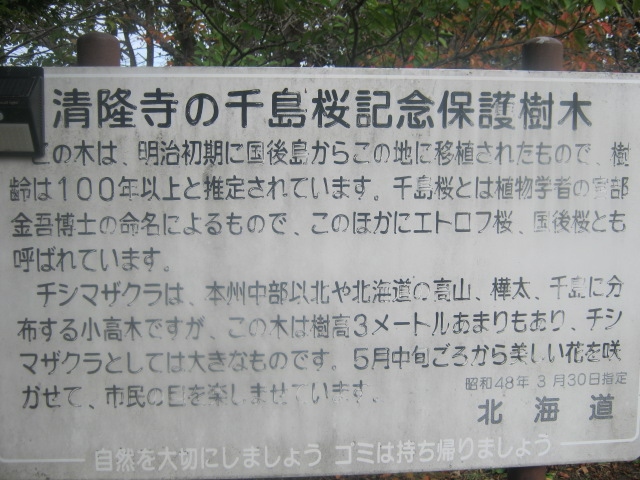 清隆寺の千島桜記念保護樹木
この木は、明治初期に国後島からこの地に移植されたもので、樹
齢は100年以上と推定されています。千島桜とは植物学者の宮部
金吾博士の命名によるもので、このほかにエトロフ桜、国後桜とも
呼ばれています。
チシマザクラは、本州中部以北や北海道の高山、樺太、千島に分
布する小高木ですが、この木は樹高3メートルあまりもあり、チシ
マザクラとしては大きなものです。5月中旬ごろから美しい花を咲
かせて、市民の目を楽しませています。
昭和48年3月30日指定
北海道
自然を大切にしましょう ゴミは持ち帰りましょう